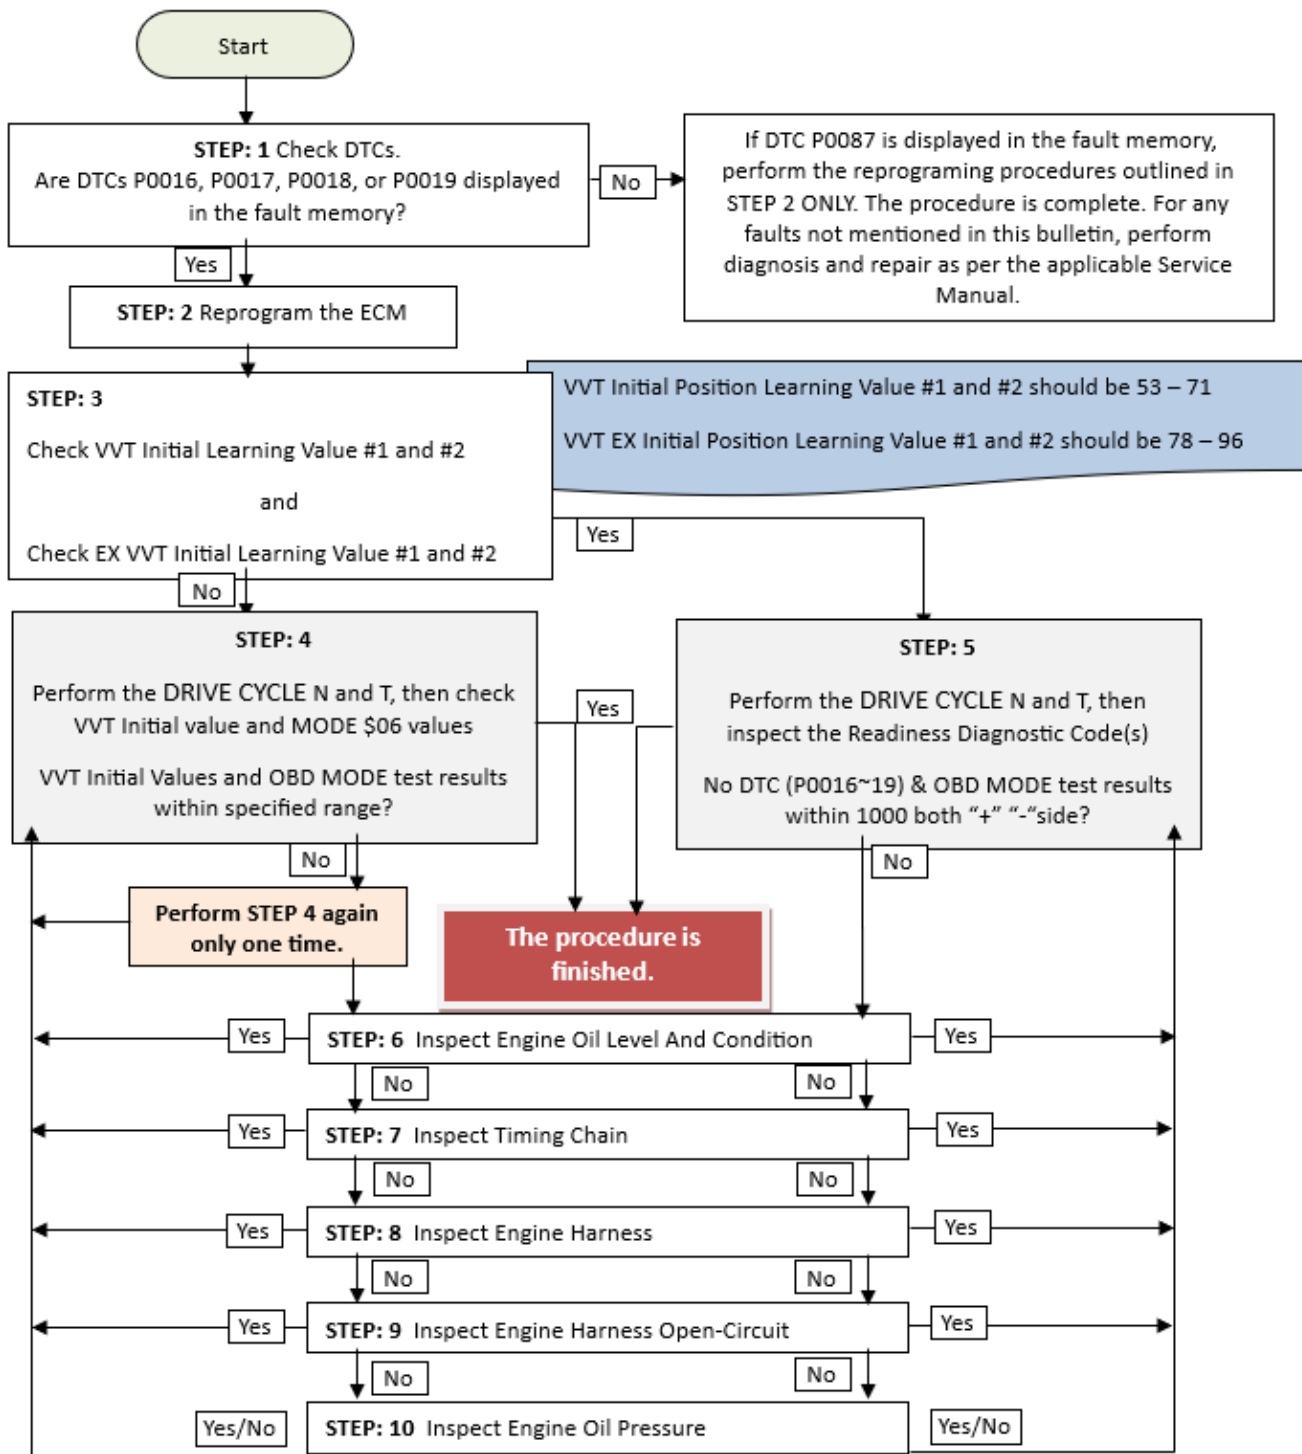 Start
STEP: 1 Check DTCs.
Are DTCs P0016, P0017, P0018, or P0019 displayed
in the fault memory?
No
If DTC P0087 is displayed in the fault memory,
perform the reprograming procedures outlined in
STEP 2 ONLY. The procedure is complete. For any
faults not mentioned in this bulletin, perform
diagnosis and repair as per the applicable Service
Manual.
Yes
STEP: 2 Reprogram the ECM
STEP: 3
Check VVT Initial Learning Value #1 and #2
and
Check EX VVT Initial Learning Value #1 and #2
VVT Initial Position Learning Value #1 and #2 should be 53 – 71
VVT EX Initial Position Learning Value #1 and #2 should be 78 – 96
Yes
No
STEP: 4
Perform the DRIVE CYCLE N and T, then check
VVT Initial value and MODE $06 values
VVT Initial Values and OBD MODE test results
within specified range?
Yes
STEP: 5
Perform the DRIVE CYCLE N and T, then
inspect the Readiness Diagnostic Code(s)
No DTC (P0016~19) & OBD MODE test results
within 1000 both “+” “-“side?
No
No
Perform STEP 4 again
only one time.
The procedure is
finished.
Yes
STEP: 6 Inspect Engine Oil Level And Condition
Yes
No
No
Yes
STEP: 7 Inspect Timing Chain
Yes
No
No
Yes
STEP: 8 Inspect Engine Harness
Yes
No
No
Yes
STEP: 9 Inspect Engine Harness Open-Circuit
Yes
No
No
Yes/No
STEP: 10 Inspect Engine Oil Pressure
Yes/No